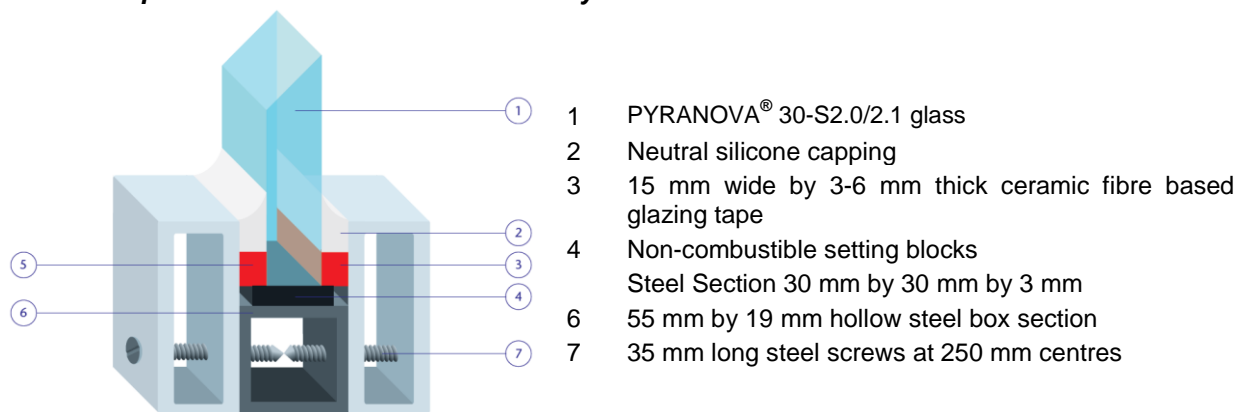 1 PYRANOVA® 30-S2.0/2.1 glass
2 Neutral silicone capping
3 15 mm wide by 3-6 mm thick ceramic fibre based
glazing tape
4 Non-combustible setting blocks
Steel Section 30 mm by 30 mm by 3 mm
6 55 mm by 19 mm hollow steel box section
7 35 mm long steel screws at 250 mm centres
1
2
5
3
4
6
7